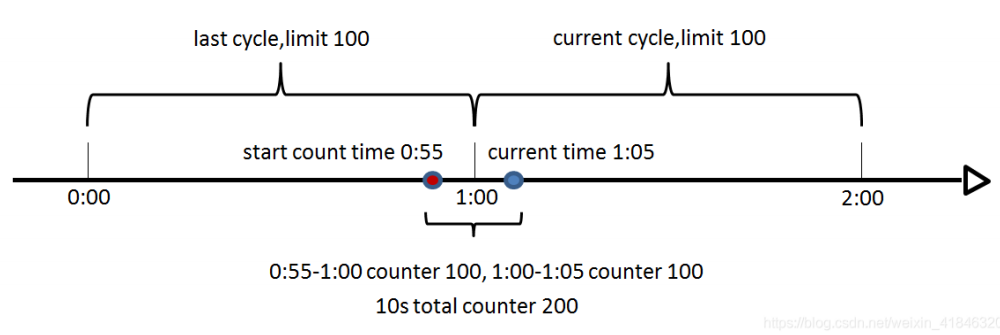 last cycle,limit 100
current cycle,limit 100
start count time 0:55
current time 1:05
0:00
1:00
2:00
0:55-1:00 counter 100, 1:00-1:05 counter 100
10s total counter 200
https://blog.csdn.net/weixin_41846320